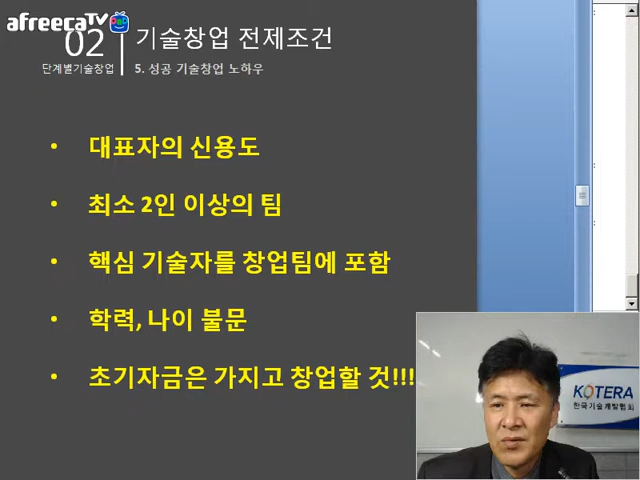 afreecaTV
02
기술창업 전제조건
단계별기술창업
5. 성공 기술창업 노하우
• 대표자의 신용도
• 최소 2인 이상의 팀
• 핵심 기술자를 창업팀에 포함
• 학력, 나이 불문
• 초기자금은 가지고 창업할 것!!!
KOTERA
한국기술개발협회